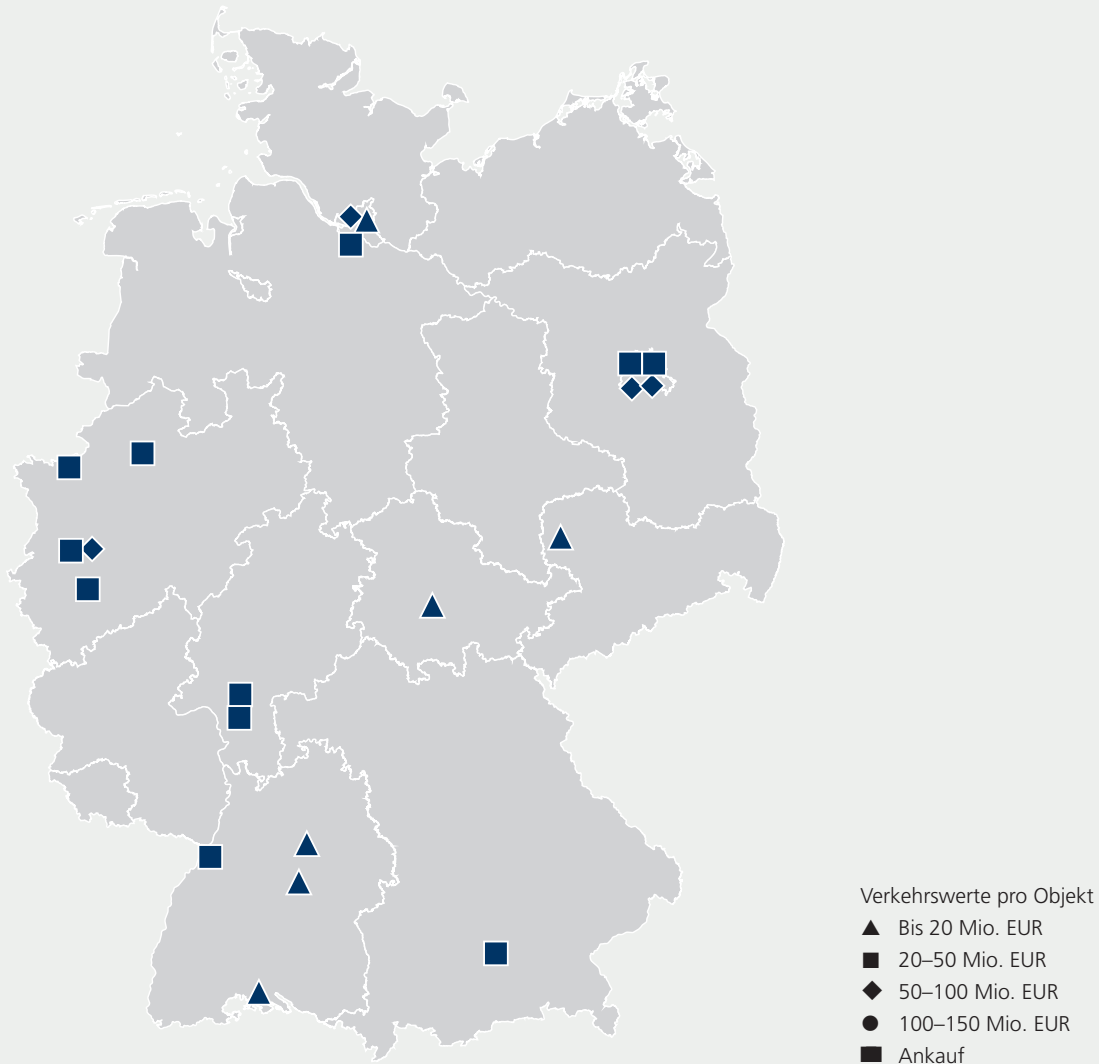 Verkehrswerte pro Objekt
Bis 20 Mio. EUR
20–50 Mio. EUR
50–100 Mio. EUR
100–150 Mio. EUR
Ankauf